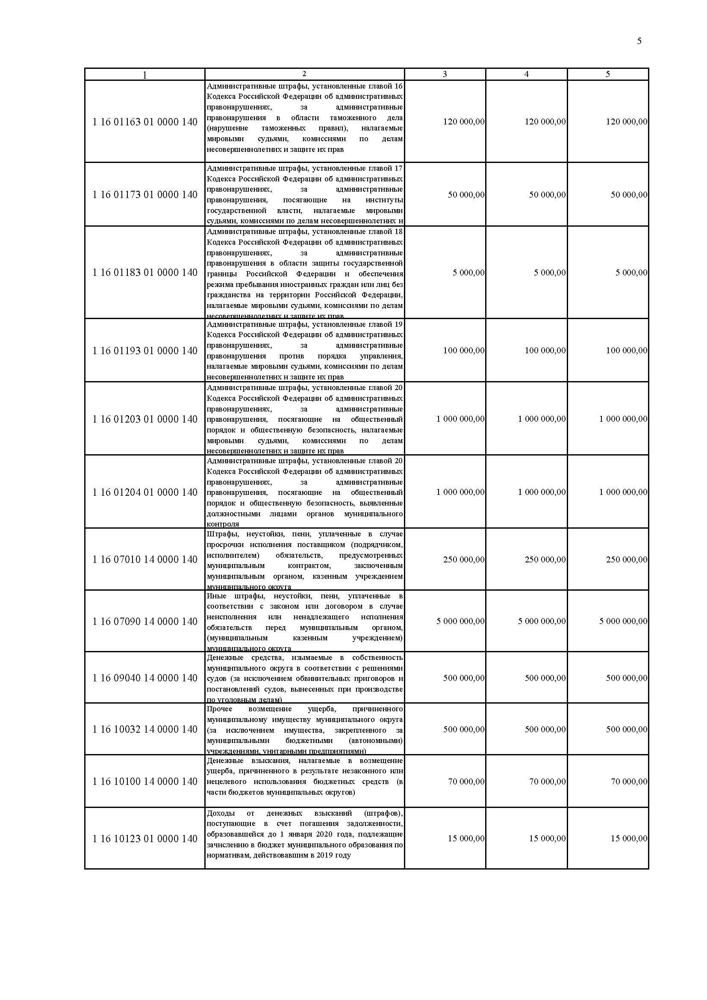 5
1 2 3 4 5
Административные штрафы, установленные главой 16
Кодекса Российской Федерации об административных
правонарушениях, за административные
правонарушения в области таможенного дела
1 16 01163 01 0000 140 120 000,00 120 000,00 120 000,00
(нарушение таможенных правил), налагаемые
мировыми судьями, комиссиями по делам
несовершеннолетних и защите их прав
Административные штрафы, установленные главой 17
Кодекса Российской Федерации об административных
правонарушениях, за административные
1 16 01173 01 0000 140 50 000,00 50 000,00 50 000,00
правонарушения, посягающие на институты
государственной власти, налагаемые мировыми
судьями, комиссиями по делам несовершеннолетних и
Административные штрафы, установленные главой 18
Кодекса Российской Федерации об административных
правонарушениях, за административные
правонарушения в области защиты государственной
1 16 01183 01 0000 140 5 000,00 5 000,00 5 000,00
границы Российской Федерации и обеспечения
режима пребывания иностранных граждан или лиц без
гражданства на территории Российской Федерации,
налагаемые мировыми судьями, комиссиями по делам
несовершеннолетних и защите их прав
Административные штрафы, установленные главой 19
Кодекса Российской Федерации об административных
правонарушениях, за административные
1 16 01193 01 0000 140 100 000,00 100 000,00 100 000,00
правонарушения против порядка управления,
налагаемые мировыми судьями, комиссиями по делам
несовершеннолетних и защите их прав
Административные штрафы, установленные главой 20
Кодекса Российской Федерации об административных
правонарушениях, за административные
1 16 01203 01 0000 140 1 000 000,00 1 000 000,00 1 000 000,00
правонарушения, посягающие на общественный
порядок и общественную безопасность, налагаемые
мировыми судьями, комиссиями по делам
несовершеннолетних и защите их прав
Административные штрафы, установленные главой 20
Кодекса Российской Федерации об административных
правонарушениях, за административные
1 16 01204 01 0000 140 1 000 000,00 1 000 000,00 1 000 000,00
правонарушения, посягающие на общественный
порядок и общественную безопасность, выявленные
должностными лицами органов муниципального
контроля
Штрафы, неустойки, пени, уплаченные в случае
просрочки исполнения поставщиком (подрядчиком,
исполнителем) обязательств, предусмотренных
1 16 07010 14 0000 140 250 000,00 250 000,00 250 000,00
муниципальным контрактом, заключенным
муниципальным органом, казенным учреждением
муниципального округа
Иные штрафы, неустойки, пени, уплаченные в
соответствии с законом или договором в случае
неисполнения или ненадлежащего исполнения
1 16 07090 14 0000 140 5 000 000,00 5 000 000,00 5 000 000,00
обязательств перед муниципальным органом,
(муниципальным казенным учреждением)
муниципального округа
Денежные средства, изымаемые в собственность
муниципального округа в соответствии с решениями
1 16 09040 14 0000 140 500 000,00 500 000,00 500 000,00
судов (за исключением обвинительных приговоров и
постановлений судов, вынесенных при производстве
по уголовным делам)
Прочее возмещение ущерба, причиненного
муниципальному имуществу муниципального округа
1 16 10032 14 0000 140 500 000,00 500 000,00 500 000,00
(за исключением имущества, закрепленного за
муниципальными бюджетными (автономными)
учреждениями, унитарными предприятиями)
Денежные взыскания, налагаемые в возмещение
ущерба, причиненного в результате незаконного или
1 16 10100 14 0000 140 70 000,00 70 000,00 70 000,00
нецелевого использования бюджетных средств (в
части бюджетов муниципальных округов)
Доходы от денежных взысканий (штрафов),
поступающие в счет погашения задолженности,
1 16 10123 01 0000 140 15 000,00 15 000,00 15 000,00
образовавшейся до 1 января 2020 года, подлежащие
зачислению в бюджет муниципального образования по
нормативам, действовавшим в 2019 году